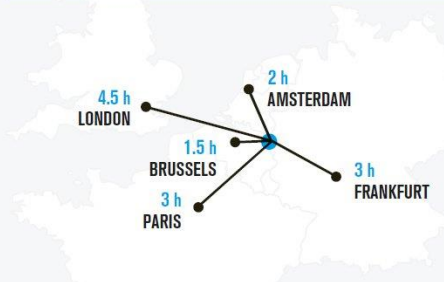 2 h
AMSTERDAM
4.5 h
LONDON
1.5 h
BRUSSELS
3 h
FRANKFURT
3 h
PARIS